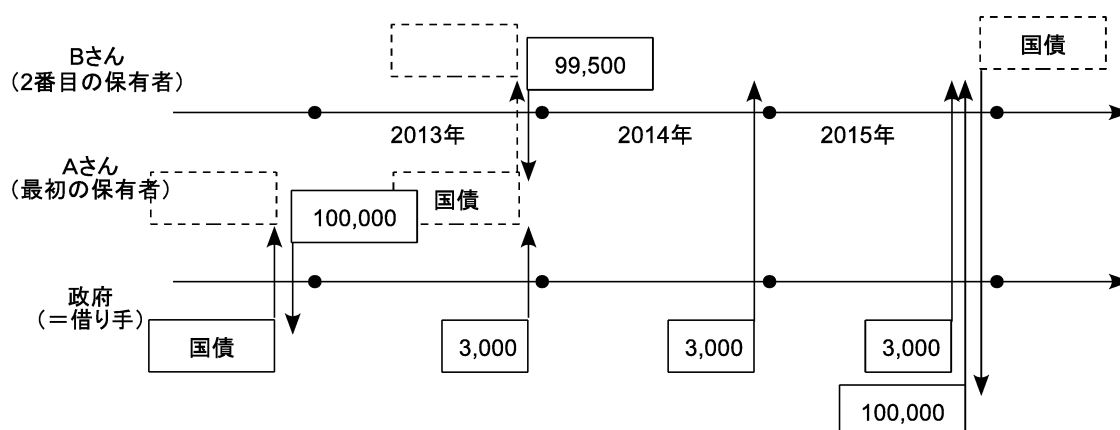 Bさん
（2番目の保有者）
99,500
国債
2013年
2014年
2015年
Aさん
（最初の保有者）
100,000
国債
政府
（＝借り手）
国債
3,000
3,000
3,000
100,000